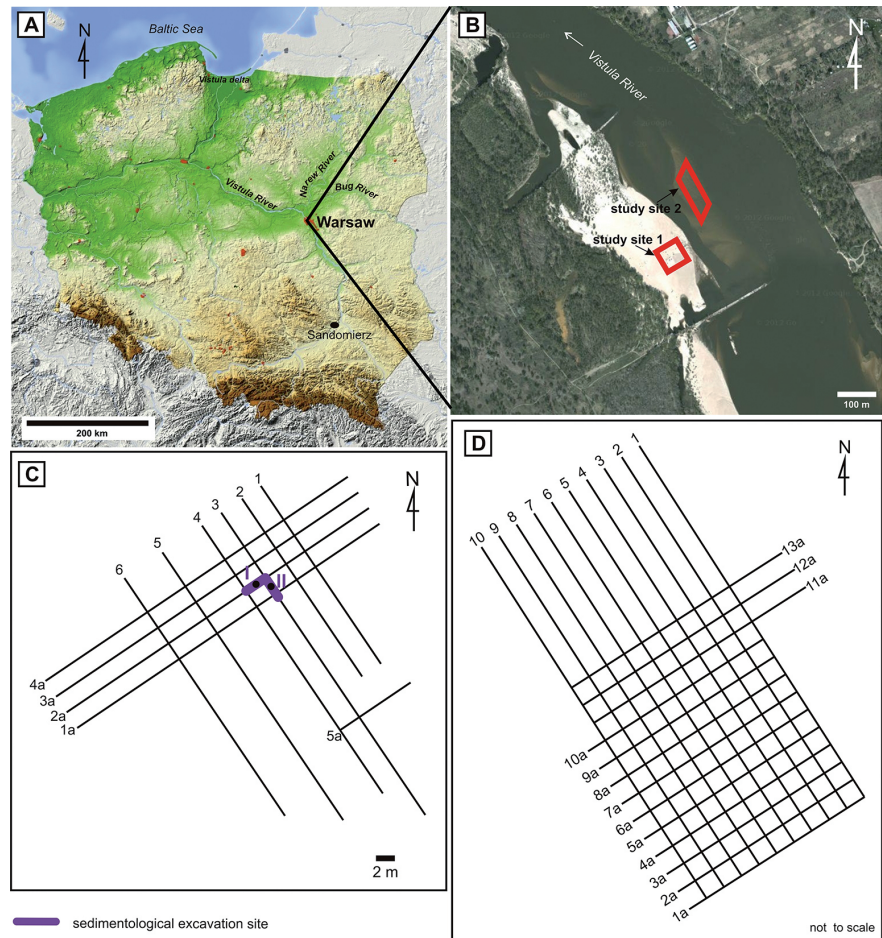 A
N
Baltic Sea
Vistula delta
Vistula River
Narew River
Bug River
Warsaw
Sandomierz
200 km
B
N
Vistula River
study site 2
study site 1
100 m
C
N
1
2
3
4
5
6
I
II
4a
3a
2a
1a
5a
2 m
D
N
1
2
3
4
5
6
7
8
9
10
13a
12a
11a
10a
9a
8a
7a
6a
5a
4a
3a
2a
1a
not to scale
sedimentological excavation site